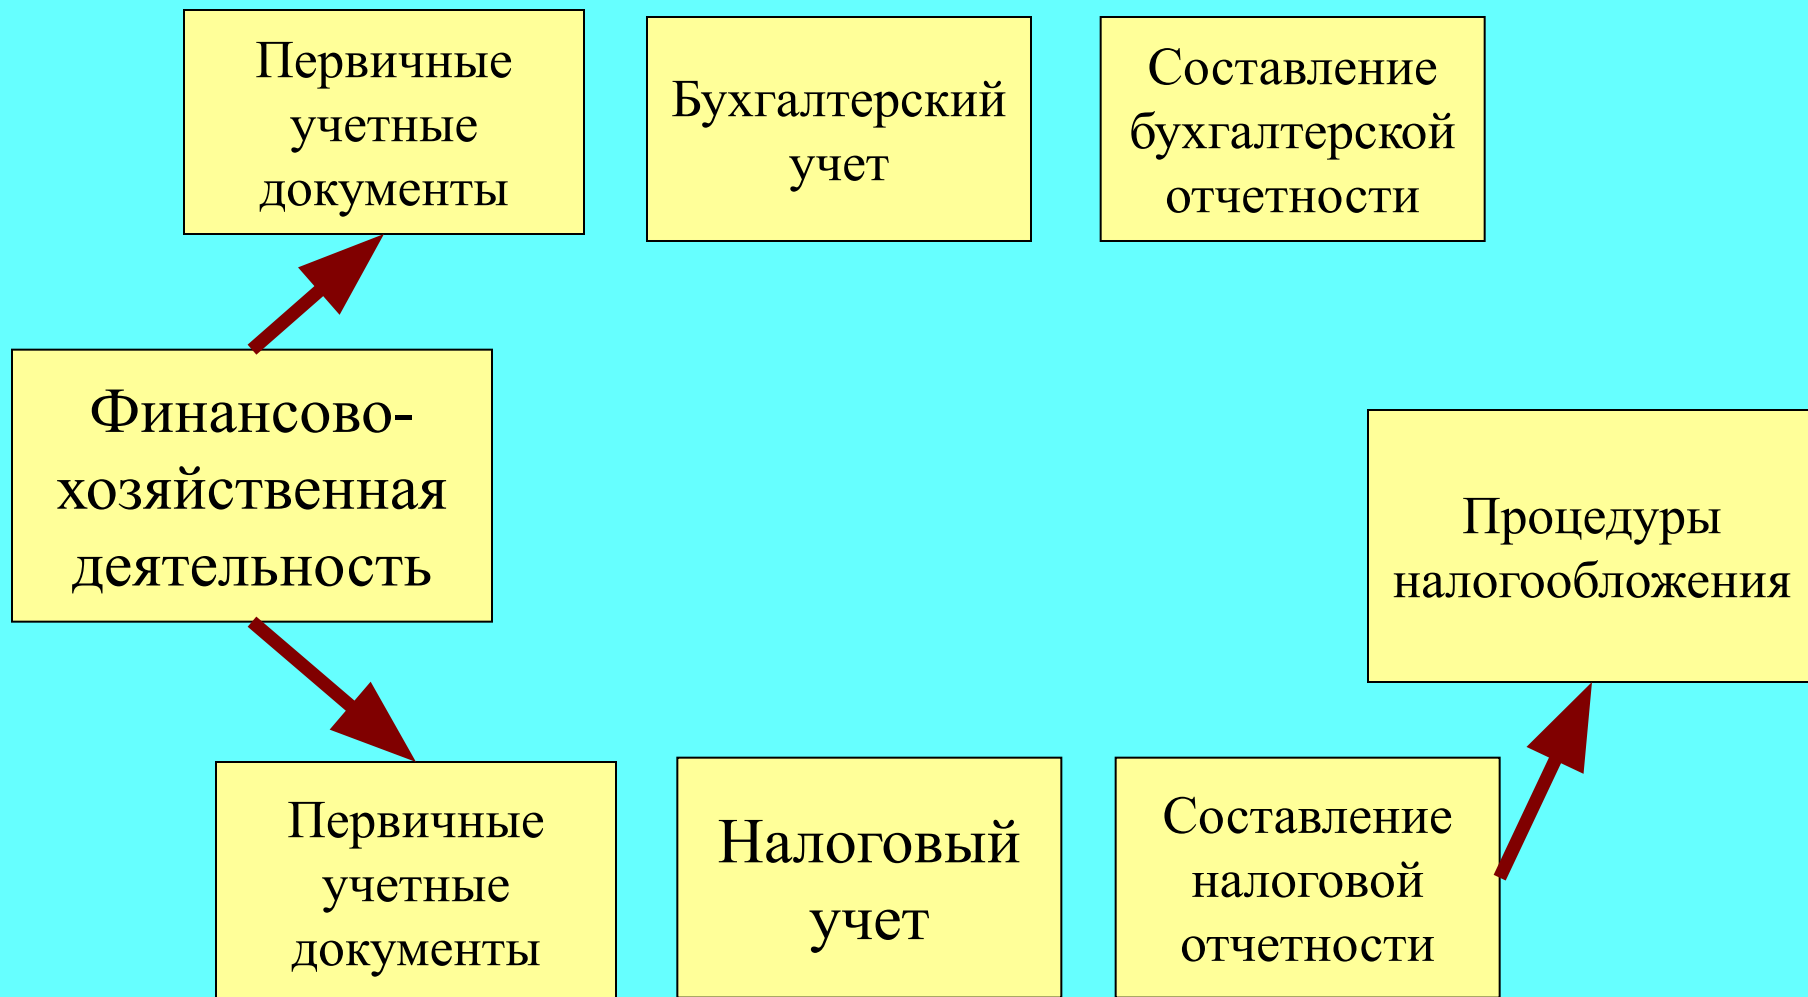 Первичные
учетные
документы
Бухгалтерский
учет
Составление
бухгалтерской
отчетности
Финансово-
хозяйственная
деятельность
Процедуры
налогообложения
Первичные
учетные
документы
Налоговый
учет
Составление
налоговой
отчетности